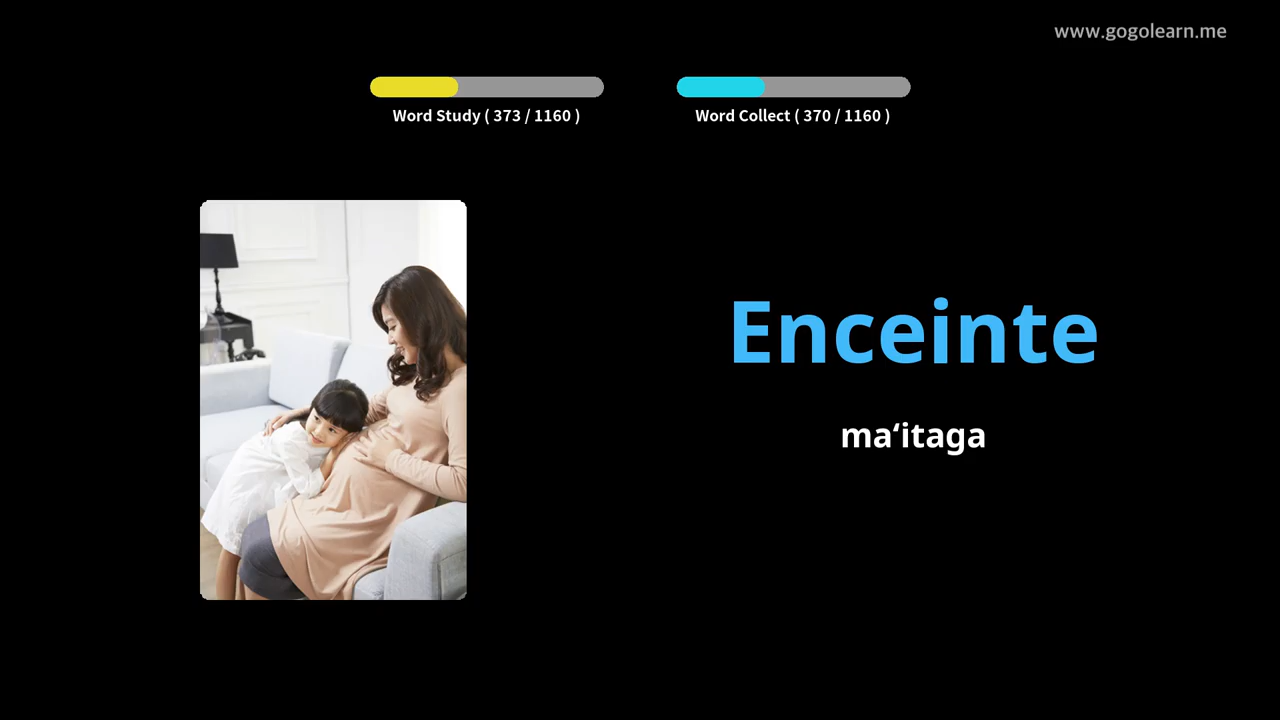 www.gogolearn.me
Word Study ( 373 / 1160 )
Word Collect ( 370 / 1160 )
Enceinte
ma‘itaga